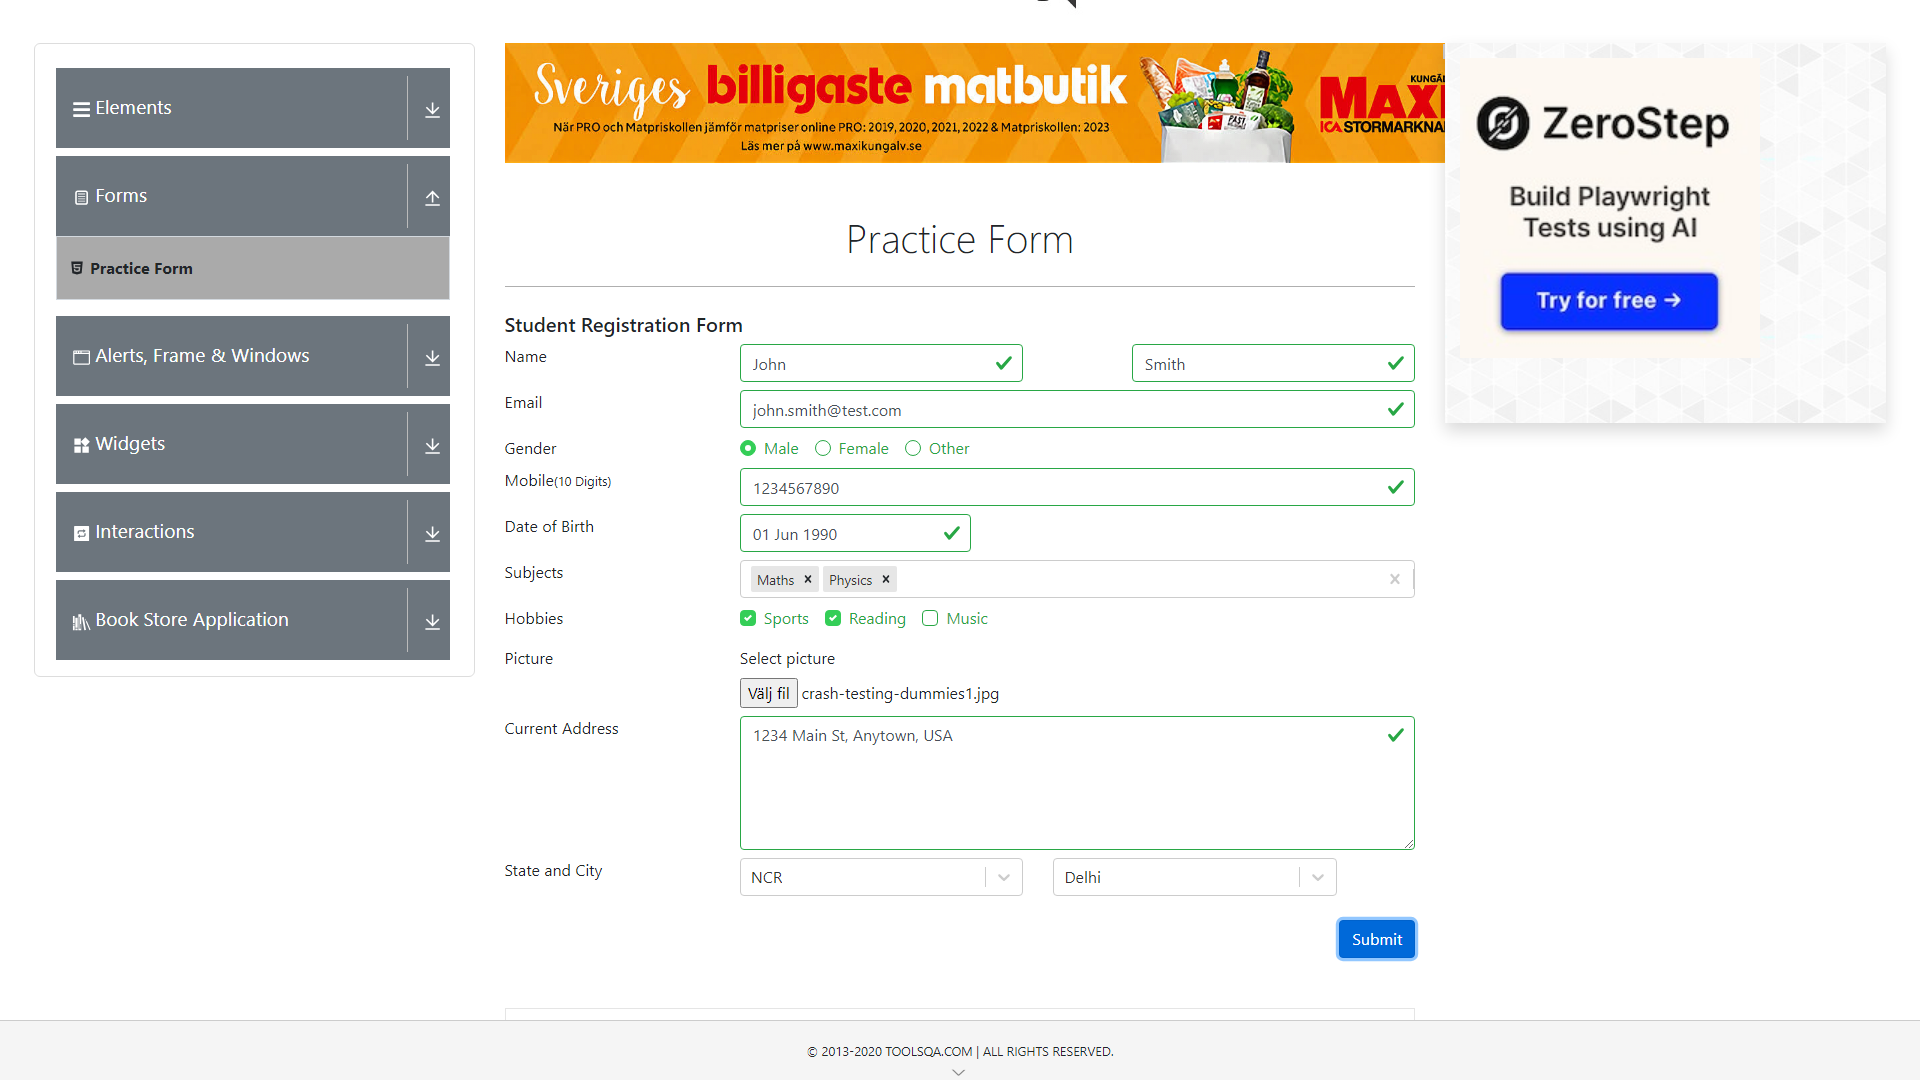 Elements
Forms
Practice Form
Alerts, Frame & Windows
Widgets
Interactions
Book Store Application
Sveriges billigaste matbutik
När PRO och Matpriskollen jämför matpriser online PRO: 2019, 2020, 2021, 2022 & Matpriskollen: 2023
Läs mer på www.maxikungalv.se
MAXI
ICA STORMARKNA
ZeroStep
Build Playwright
Tests using AI
Try for free →
Practice Form
Student Registration Form
Name John Smith
Email john.smith@test.com
Gender Male Female Other
Mobile(10 Digits) 1234567890
Date of Birth 01 Jun 1990
Subjects Maths × Physics ×
Hobbies Sports Reading Music
Picture Select picture
Välj fil crash-testing-dummies1.jpg
Current Address 1234 Main St, Anytown, USA
State and City NCR Delhi
Submit
© 2013-2020 TOOLSQA.COM | ALL RIGHTS RESERVED.